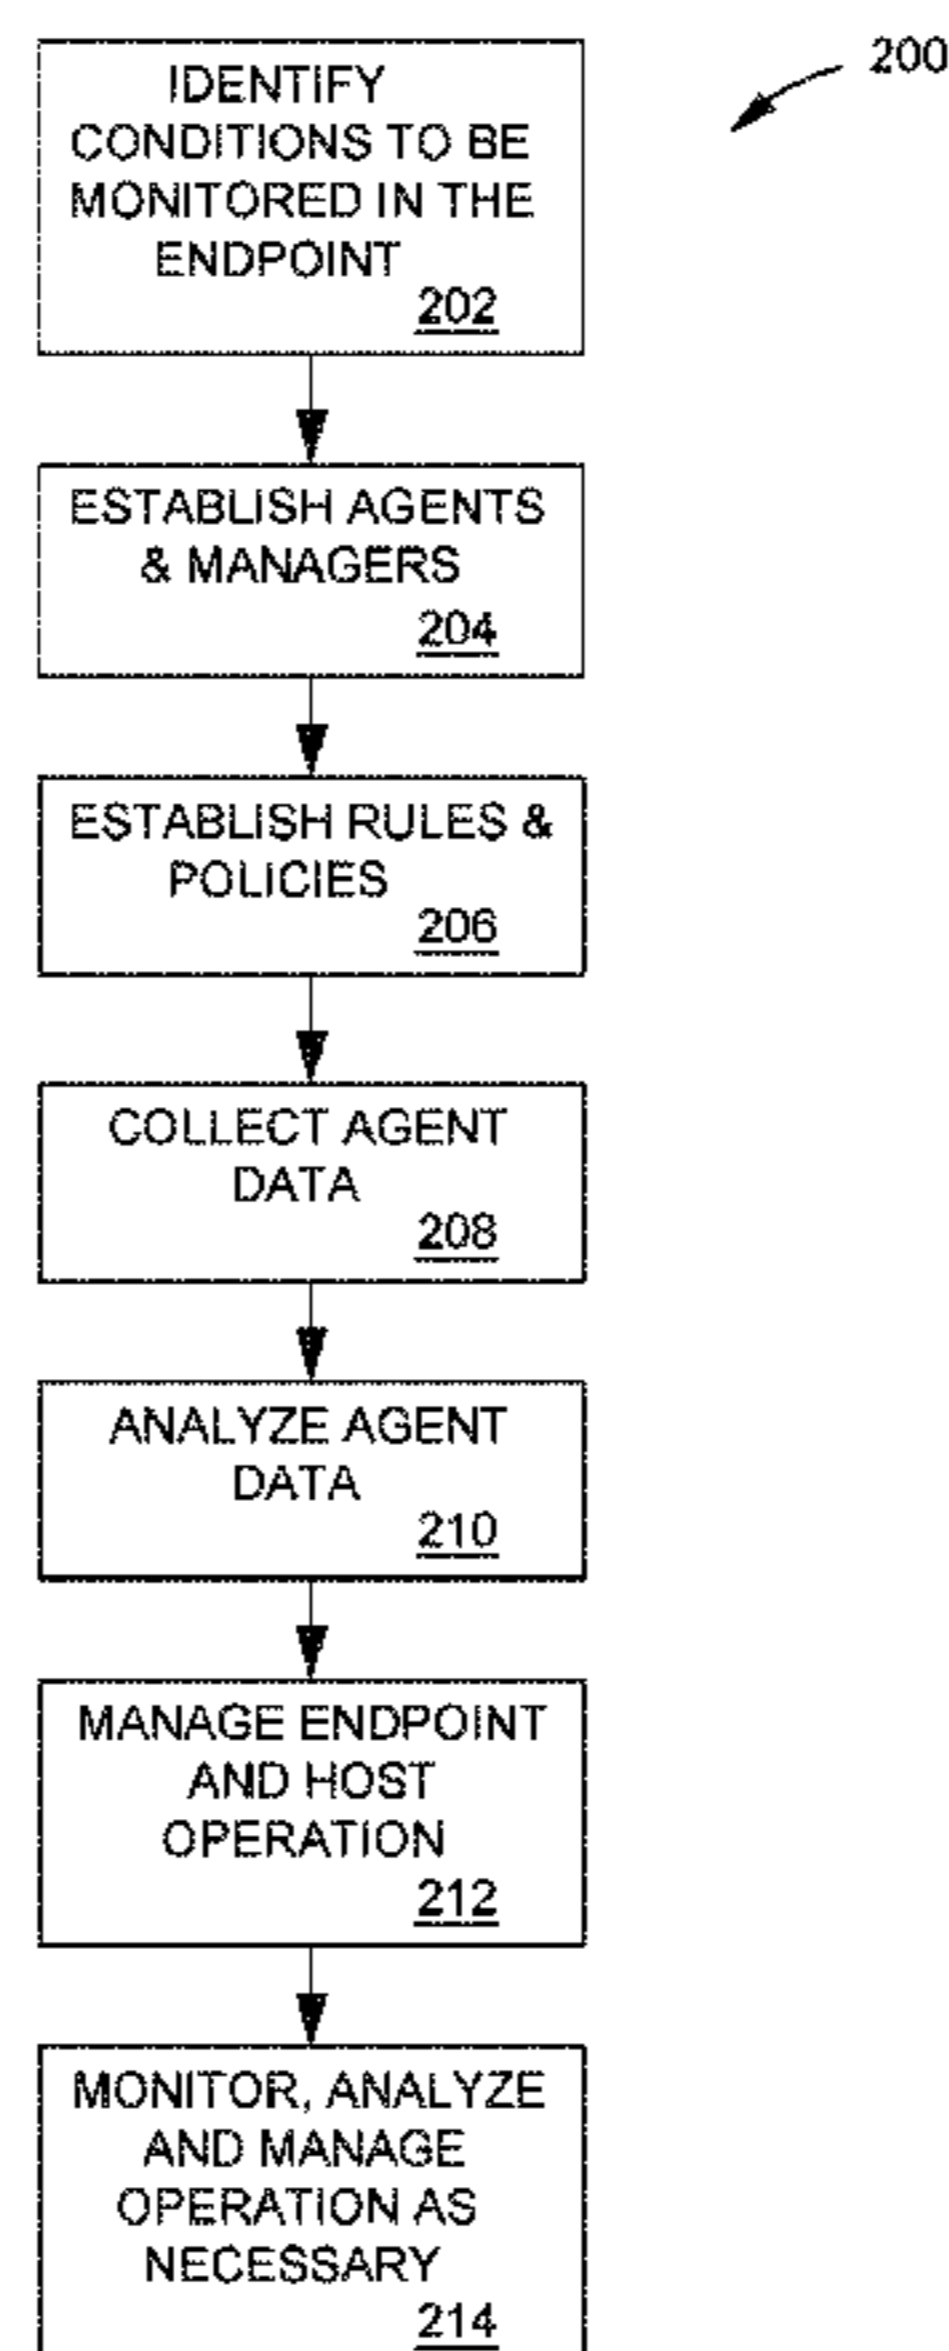 200
IDENTIFY
CONDITIONS TO BE
MONITORED IN THE
ENDPOINT
202
ESTABLISH AGENTS
& MANAGERS
204
ESTABLISH RULES &
POLICIES
206
COLLECT AGENT
DATA
208
ANALYZE AGENT
DATA
210
MANAGE ENDPOINT
AND HOST
OPERATION
212
MONITOR, ANALYZE
AND MANAGE
OPERATION AS
NECESSARY
214